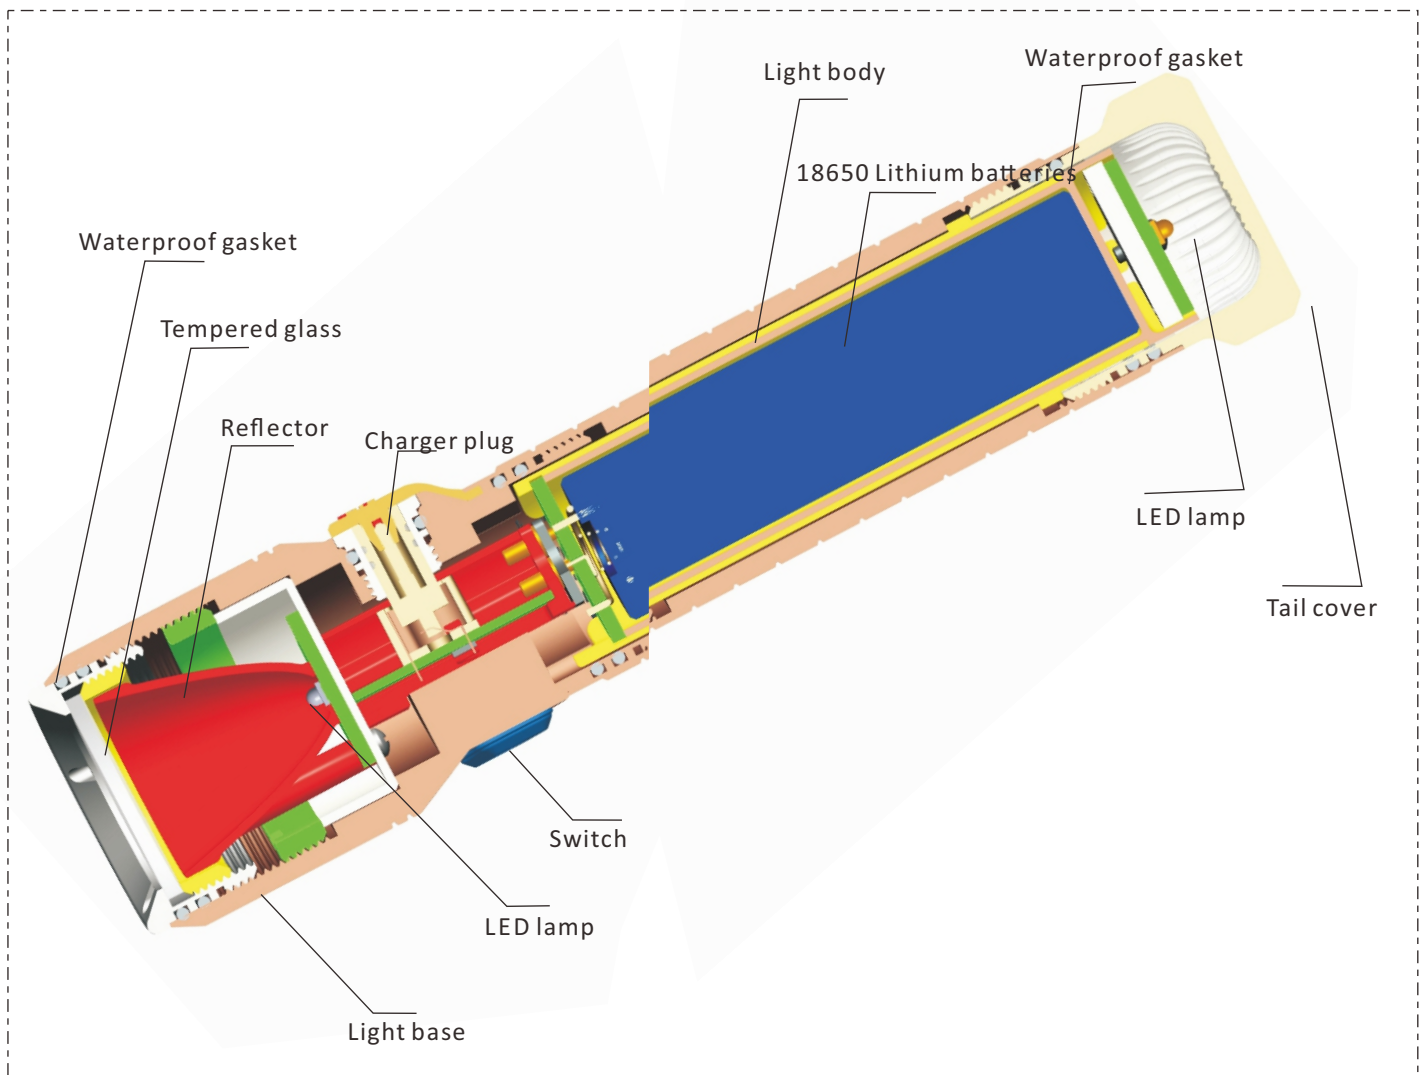 Waterproof gasket
Light body
18650 Lithium batteries
Waterproof gasket
Tempered glass
Reflector
Charger plug
LED lamp
Tail cover
Switch
LED lamp
Light base